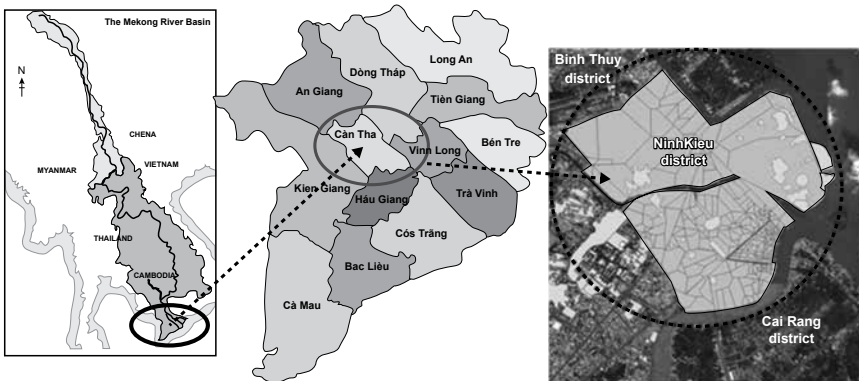 The Mekong River Basin
N
CHENA
VIETNAM
MYANMAR
THAILAND
CAMBODIA
Long An
Dòng Tháp
An Giang
Tiên Giang
Càn Tha
Vinn Long
Bén Tre
Kien Giang
Háu Giang
Trà Vinh
Cós Trãng
Bac Lièu
Cà Mau
Binh Thuy
district
NinhKieu
district
Cai Rang
district